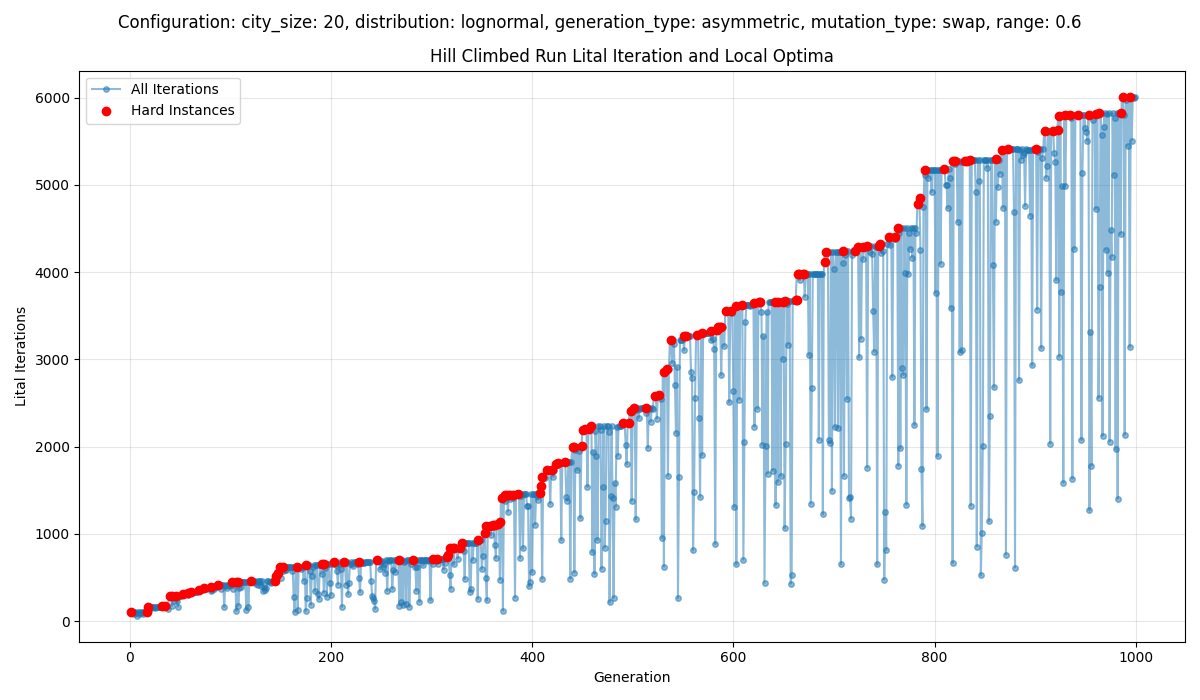 Configuration: city_size: 20, distribution: lognormal, generation_type: asymmetric, mutation_type: swap, range: 0.6
Hill Climbed Run Lital Iteration and Local Optima
All Iterations
Hard Instances
6000
5000
4000
3000
2000
1000
0
Lital Iterations
0 200 400 600 800 1000
Generation